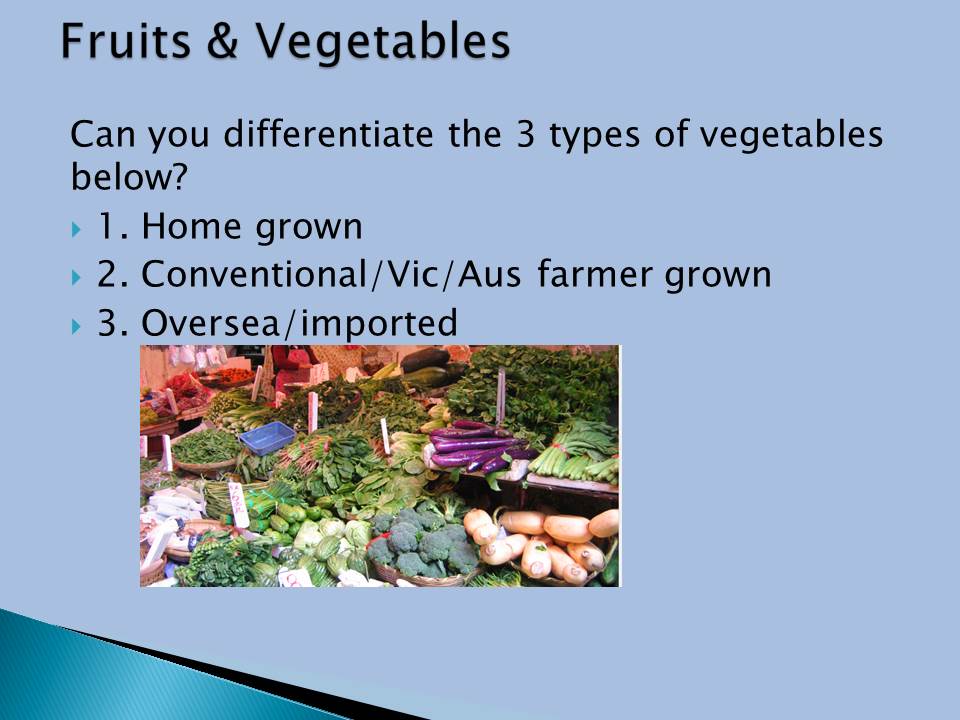 Fruits & Vegetables
Can you differentiate the 3 types of vegetables
below?
1. Home grown
2. Conventional/Vic/Aus farmer grown
3. Oversea/imported